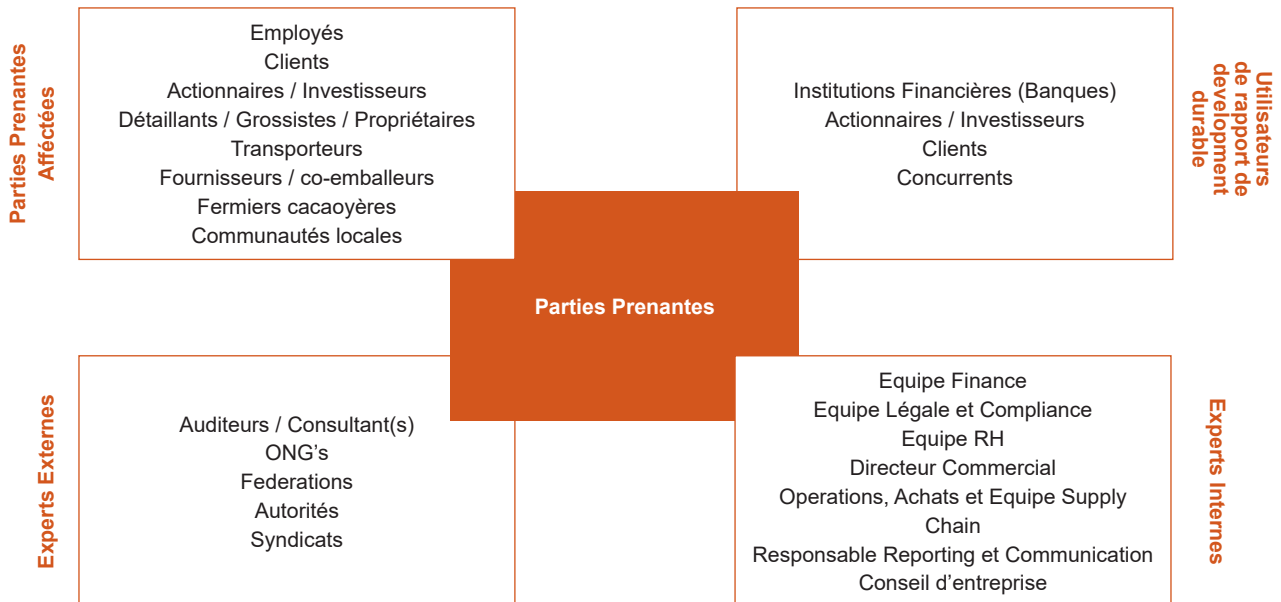 Parties Prenantes
Afféctées
Employés
Clients
Actionnaires / Investisseurs
Détaillants / Grossistes / Propriétaires
Transporteurs
Fournisseurs / co-emballeurs
Fermiers cacaoyères
Communautés locales
Institutions Financières (Banques)
Actionnaires / Investisseurs
Clients
Concurrents
Utilisateurs
de rapport de
development
durable
Parties Prenantes
Experts Externes
Auditeurs / Consultant(s)
ONG’s
Federations
Autorités
Syndicats
Equipe Finance
Equipe Légale et Compliance
Equipe RH
Directeur Commercial
Operations, Achats et Equipe Supply
Chain
Responsable Reporting et Communication
Conseil d’entreprise
Experts Internes